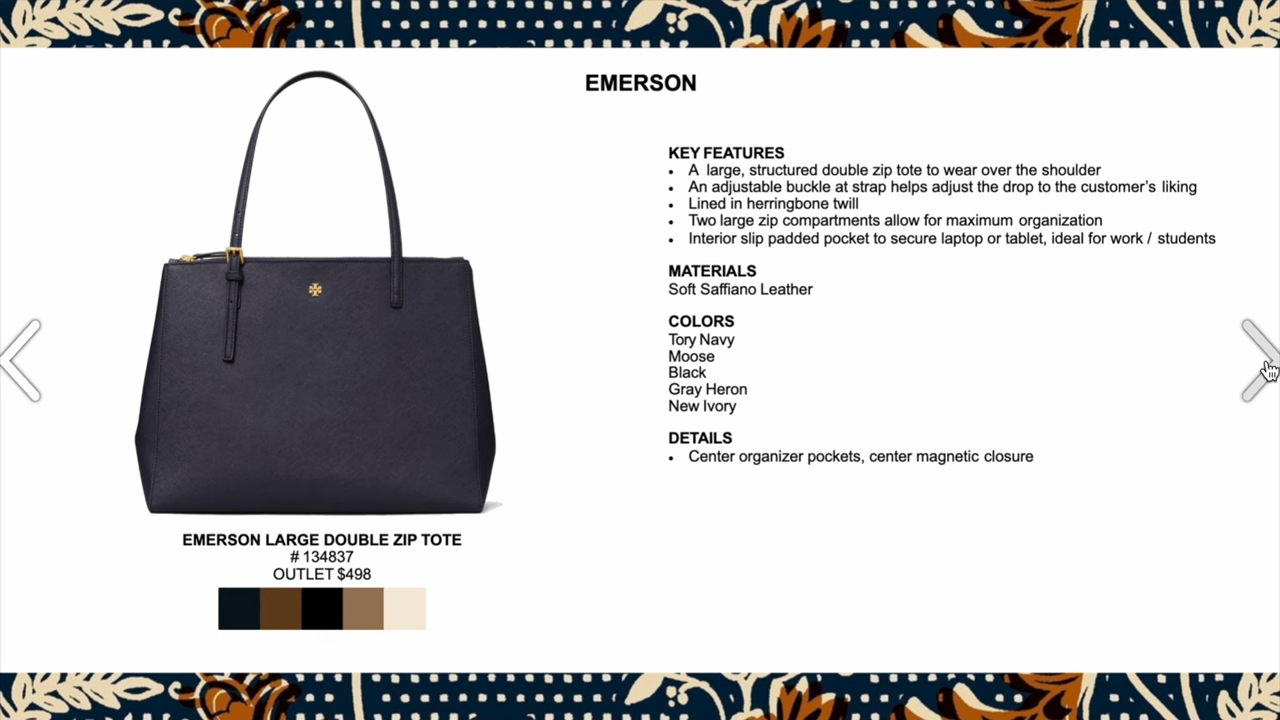 EMERSON
KEY FEATURES
• A large, structured double zip tote to wear over the shoulder
• An adjustable buckle at strap helps adjust the drop to the customer’s liking
• Lined in herringbone twill
• Two large zip compartments allow for maximum organization
• Interior slip padded pocket to secure laptop or tablet, ideal for work / students
MATERIALS
Soft Saffiano Leather
COLORS
Tory Navy
Moose
Black
Gray Heron
New Ivory
DETAILS
• Center organizer pockets, center magnetic closure
EMERSON LARGE DOUBLE ZIP TOTE
# 134837
OUTLET $498